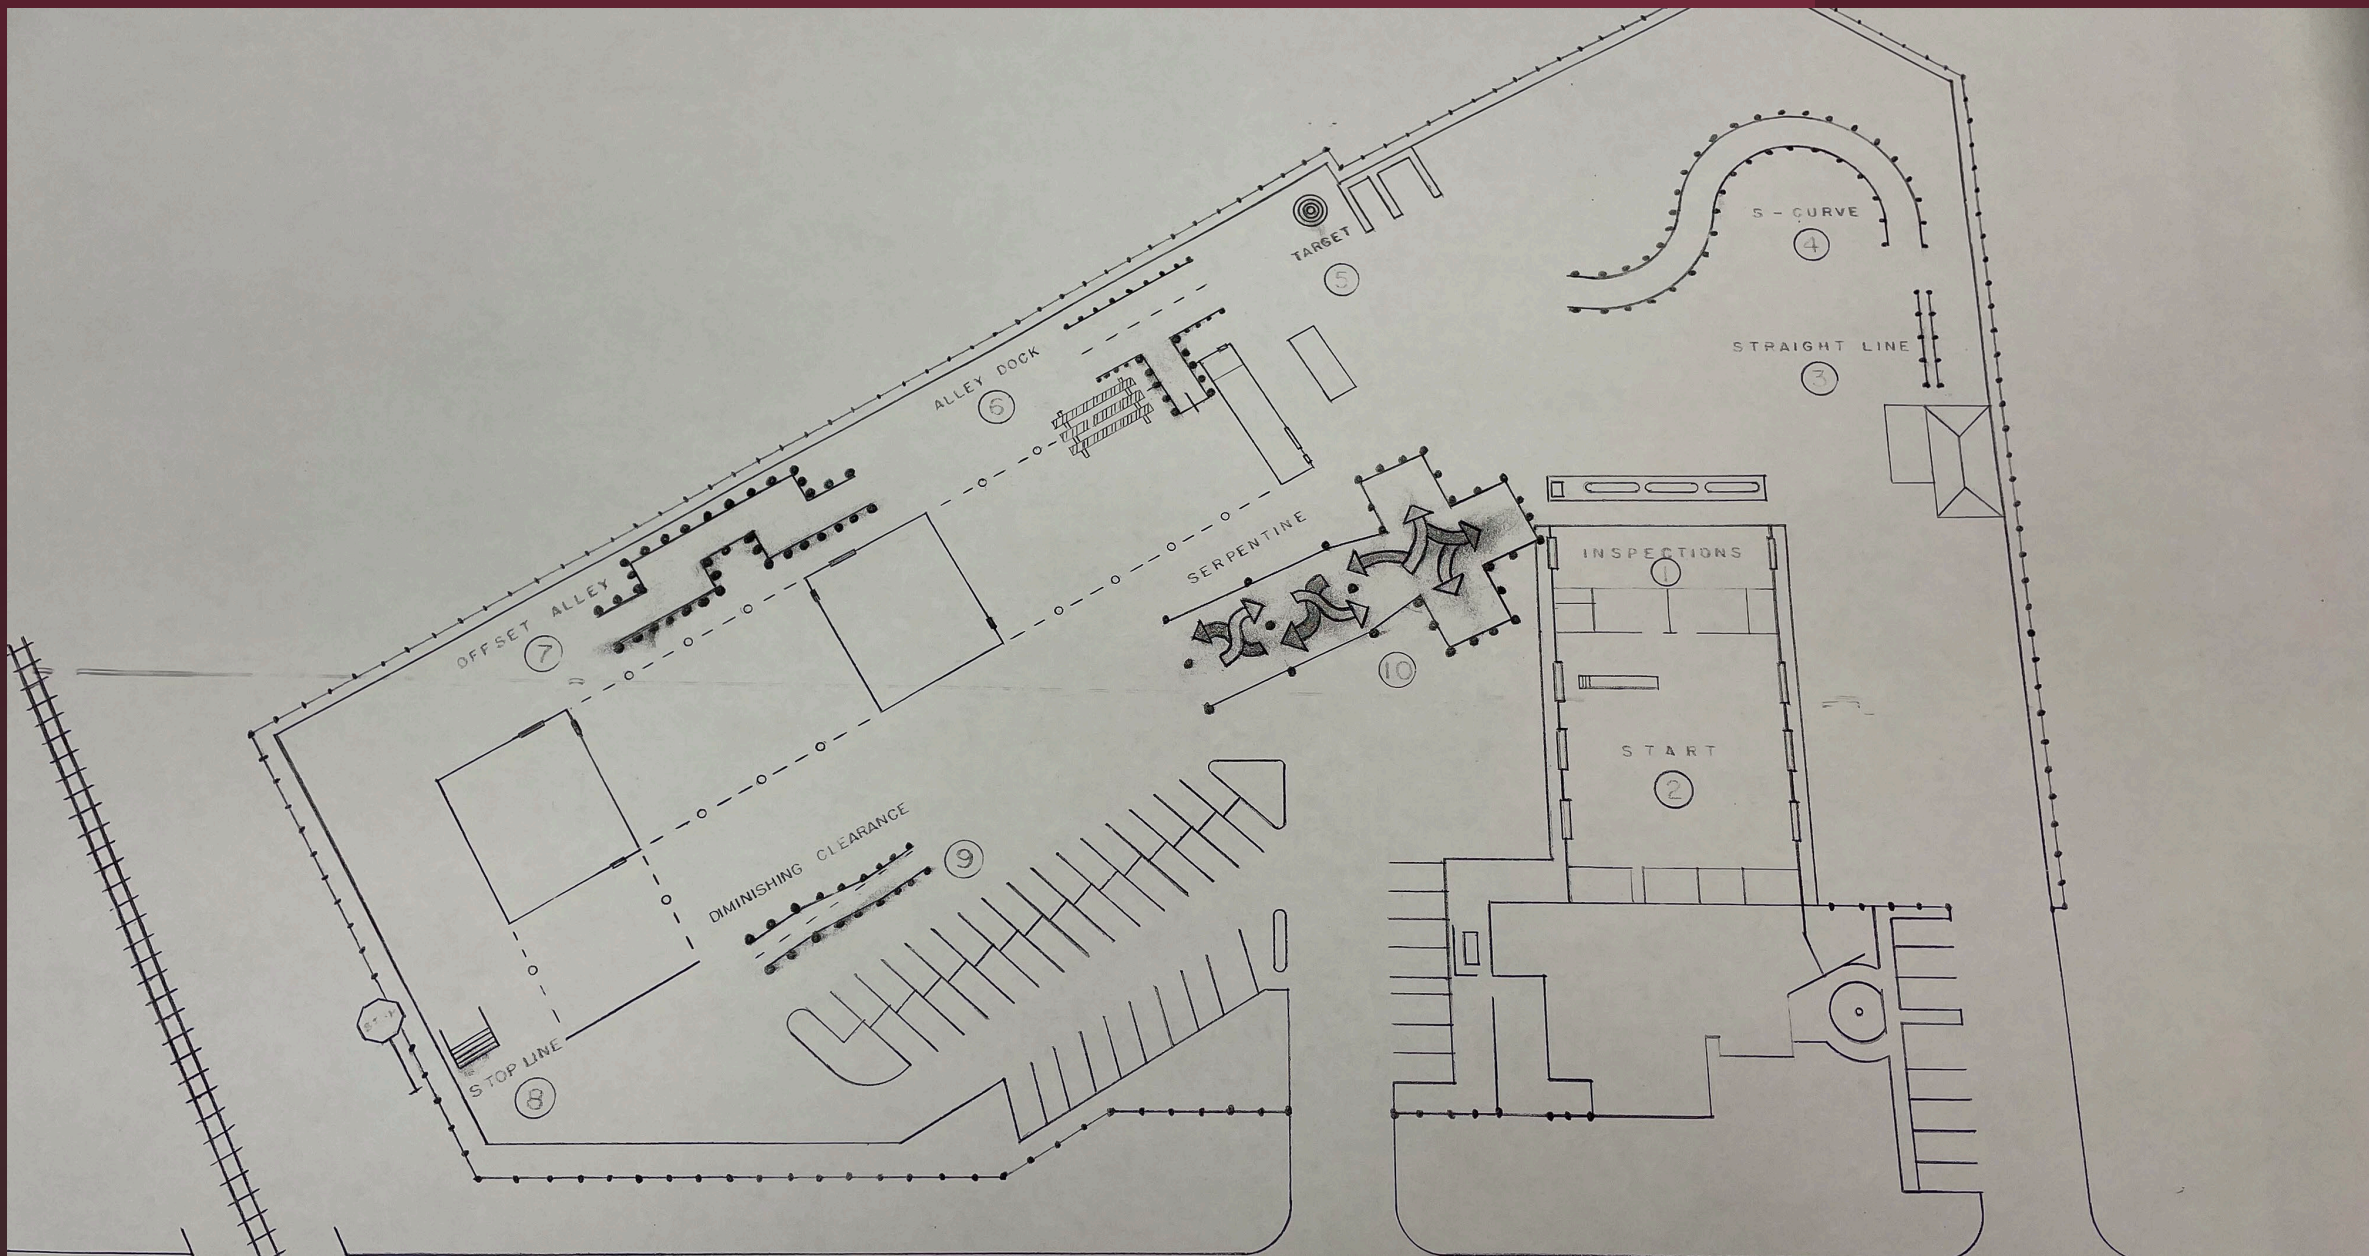 S-CURVE
4
TARGET
5
STRAIGHT LINE
3
ALLEY DOCK
6
SERPENTINE
10
INSPECTIONS
1
OFFSET ALLEY
7
START
2
DIMINISHING CLEARANCE
9
STOP LINE
8